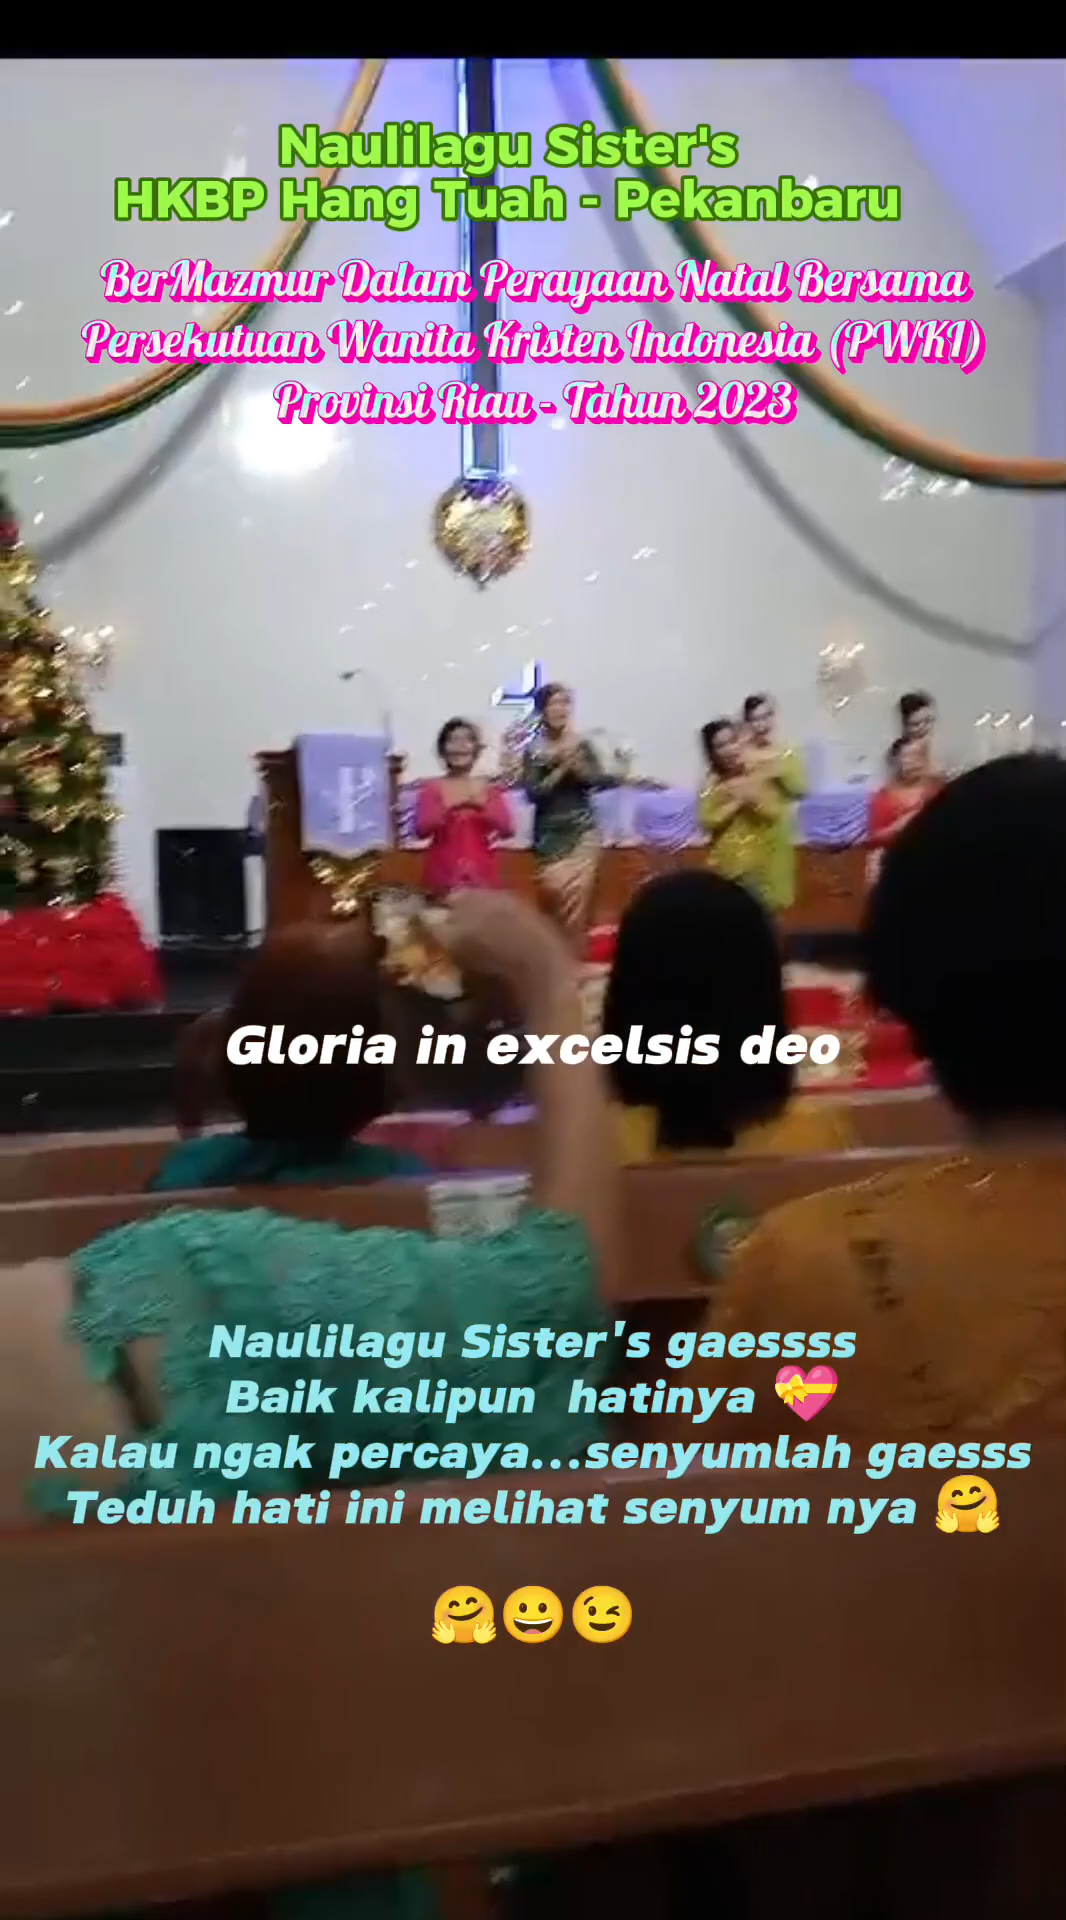 Naulilagu Sister's
HKBP Hang Tuah - Pekanbaru
BerMazmur Dalam Perayaan Natal Bersama
Persekutuan Wanita Kristen Indonesia (PWKI)
Provinsi Riau - Tahun 2023
Gloria in excelsis deo
Naulilagu Sister's gaessss
Baik kalipun hatinya 💝
Kalau ngak percaya...senyumlah gaesss
Teduh hati ini melihat senyum nya 🤗
🤗😀😉